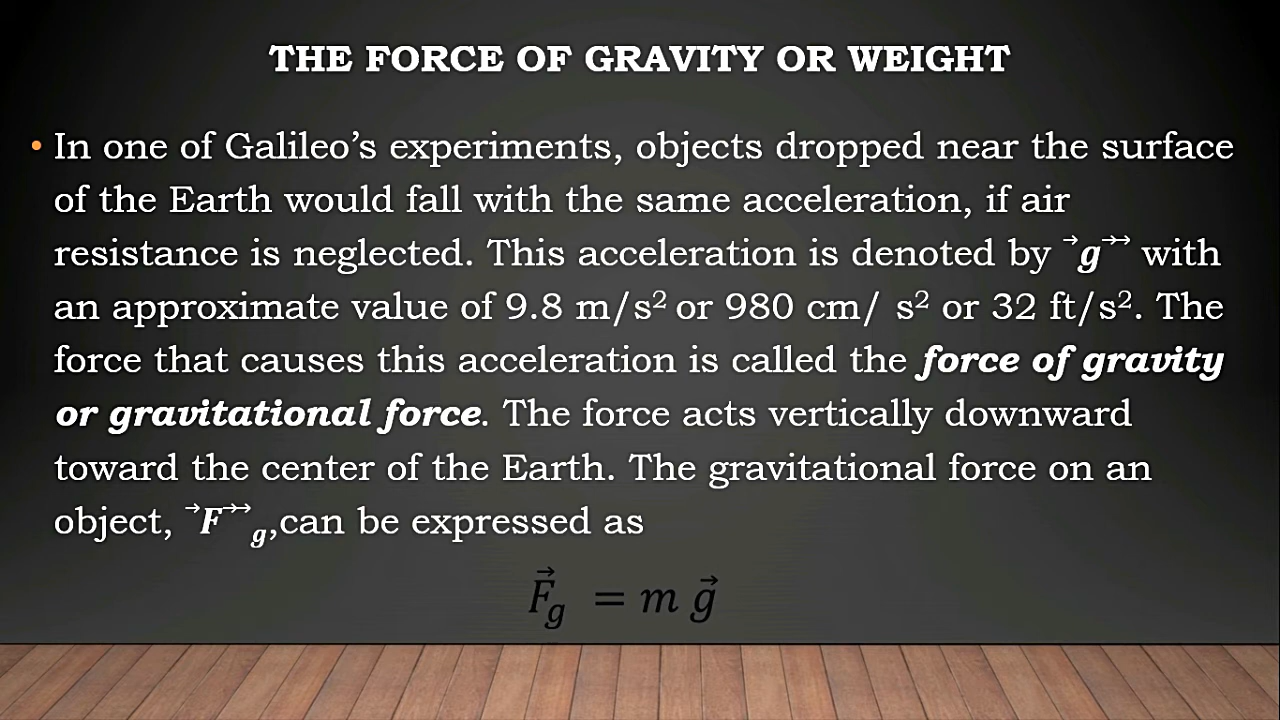 THE FORCE OF GRAVITY OR WEIGHT
• In one of Galileo’s experiments, objects dropped near the surface
of the Earth would fall with the same acceleration, if air
resistance is neglected. This acceleration is denoted by ⃗g⃗⃗ with
an approximate value of 9.8 m/s² or 980 cm/ s² or 32 ft/s². The
force that causes this acceleration is called the force of gravity
or gravitational force. The force acts vertically downward
toward the center of the Earth. The gravitational force on an
object, ⃗F⃗⃗g,can be expressed as
F⃗g = m g⃗